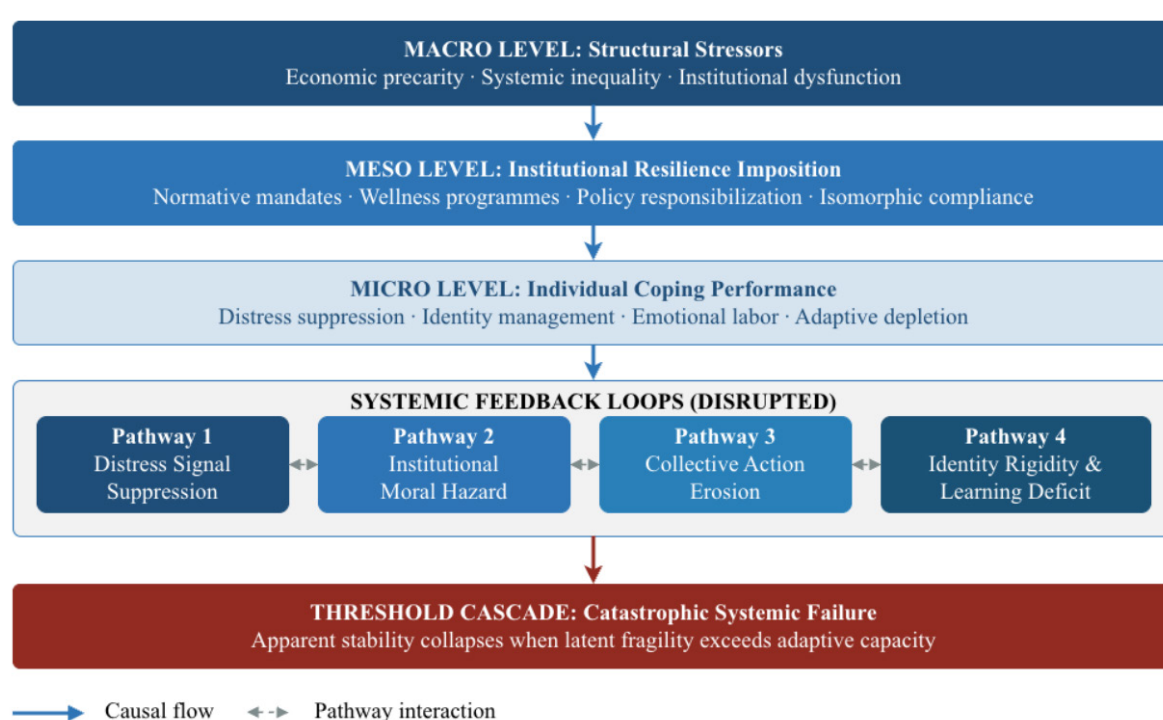 MACRO LEVEL: Structural Stressors
Economic precarity · Systemic inequality · Institutional dysfunction
MESO LEVEL: Institutional Resilience Imposition
Normative mandates · Wellness programmes · Policy responsibilization · Isomorphic compliance
MICRO LEVEL: Individual Coping Performance
Distress suppression · Identity management · Emotional labor · Adaptive depletion
SYSTEMIC FEEDBACK LOOPS (DISRUPTED)
Pathway 1
Distress Signal
Suppression
Pathway 2
Institutional
Moral Hazard
Pathway 3
Collective Action
Erosion
Pathway 4
Identity Rigidity &
Learning Deficit
THRESHOLD CASCADE: Catastrophic Systemic Failure
Apparent stability collapses when latent fragility exceeds adaptive capacity
Causal flow
Pathway interaction